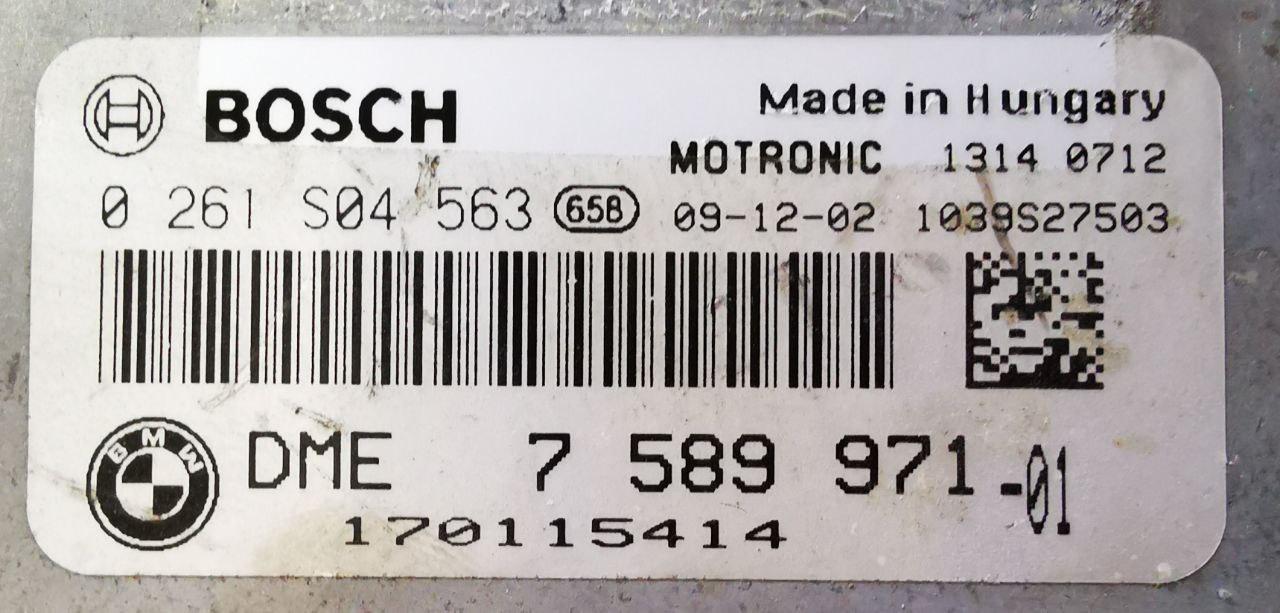 BOSCH
Made in Hungary
MOTRONIC 1314 0712
0 261 S04 563 658 09-12-02 1039S27503
BMW
DME 7 589 971-01
170115414